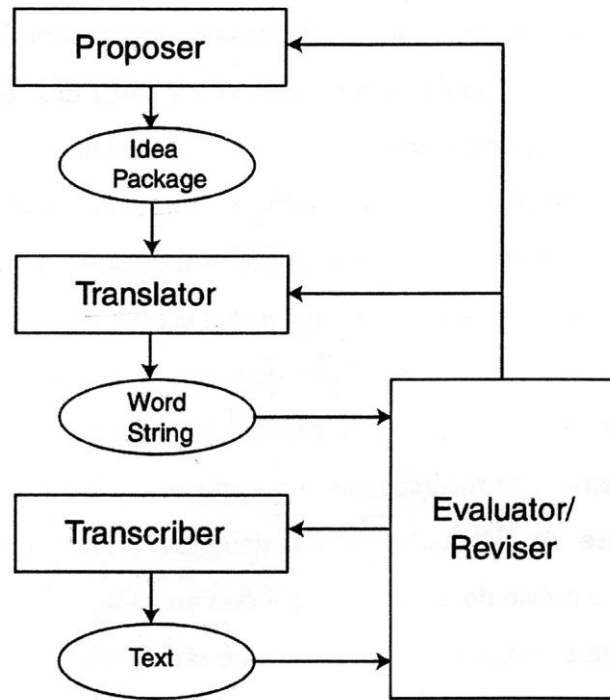 Proposer
Idea
Package
Translator
Word
String
Transcriber
Evaluator/
Reviser
Text